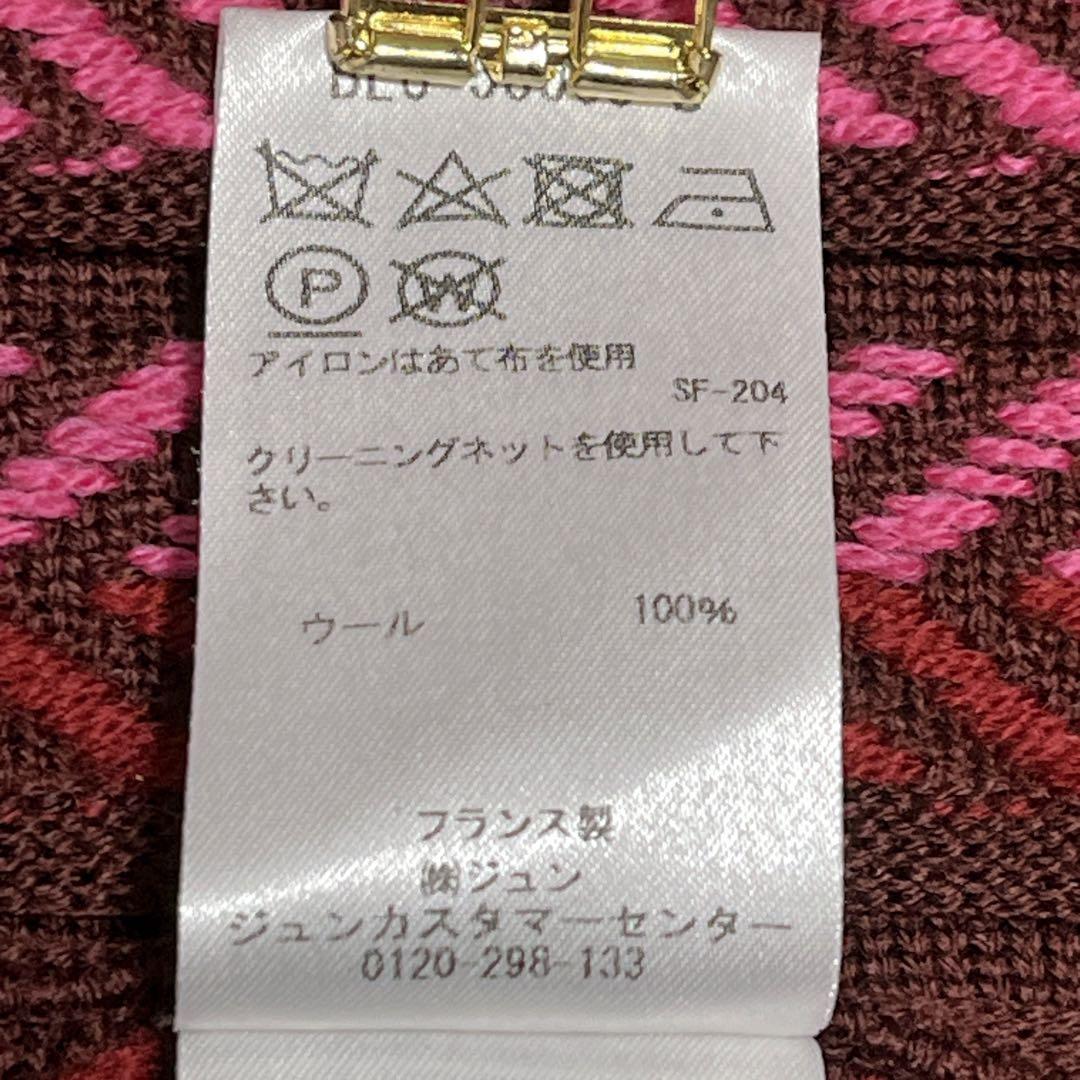 P W
アイロンはあて布を使用
SF-204
クリーニングネットを使用して下
さい。
ウール 100%
フランス製
㈱ジュン
ジュンカスタマーセンター
0120-298-133